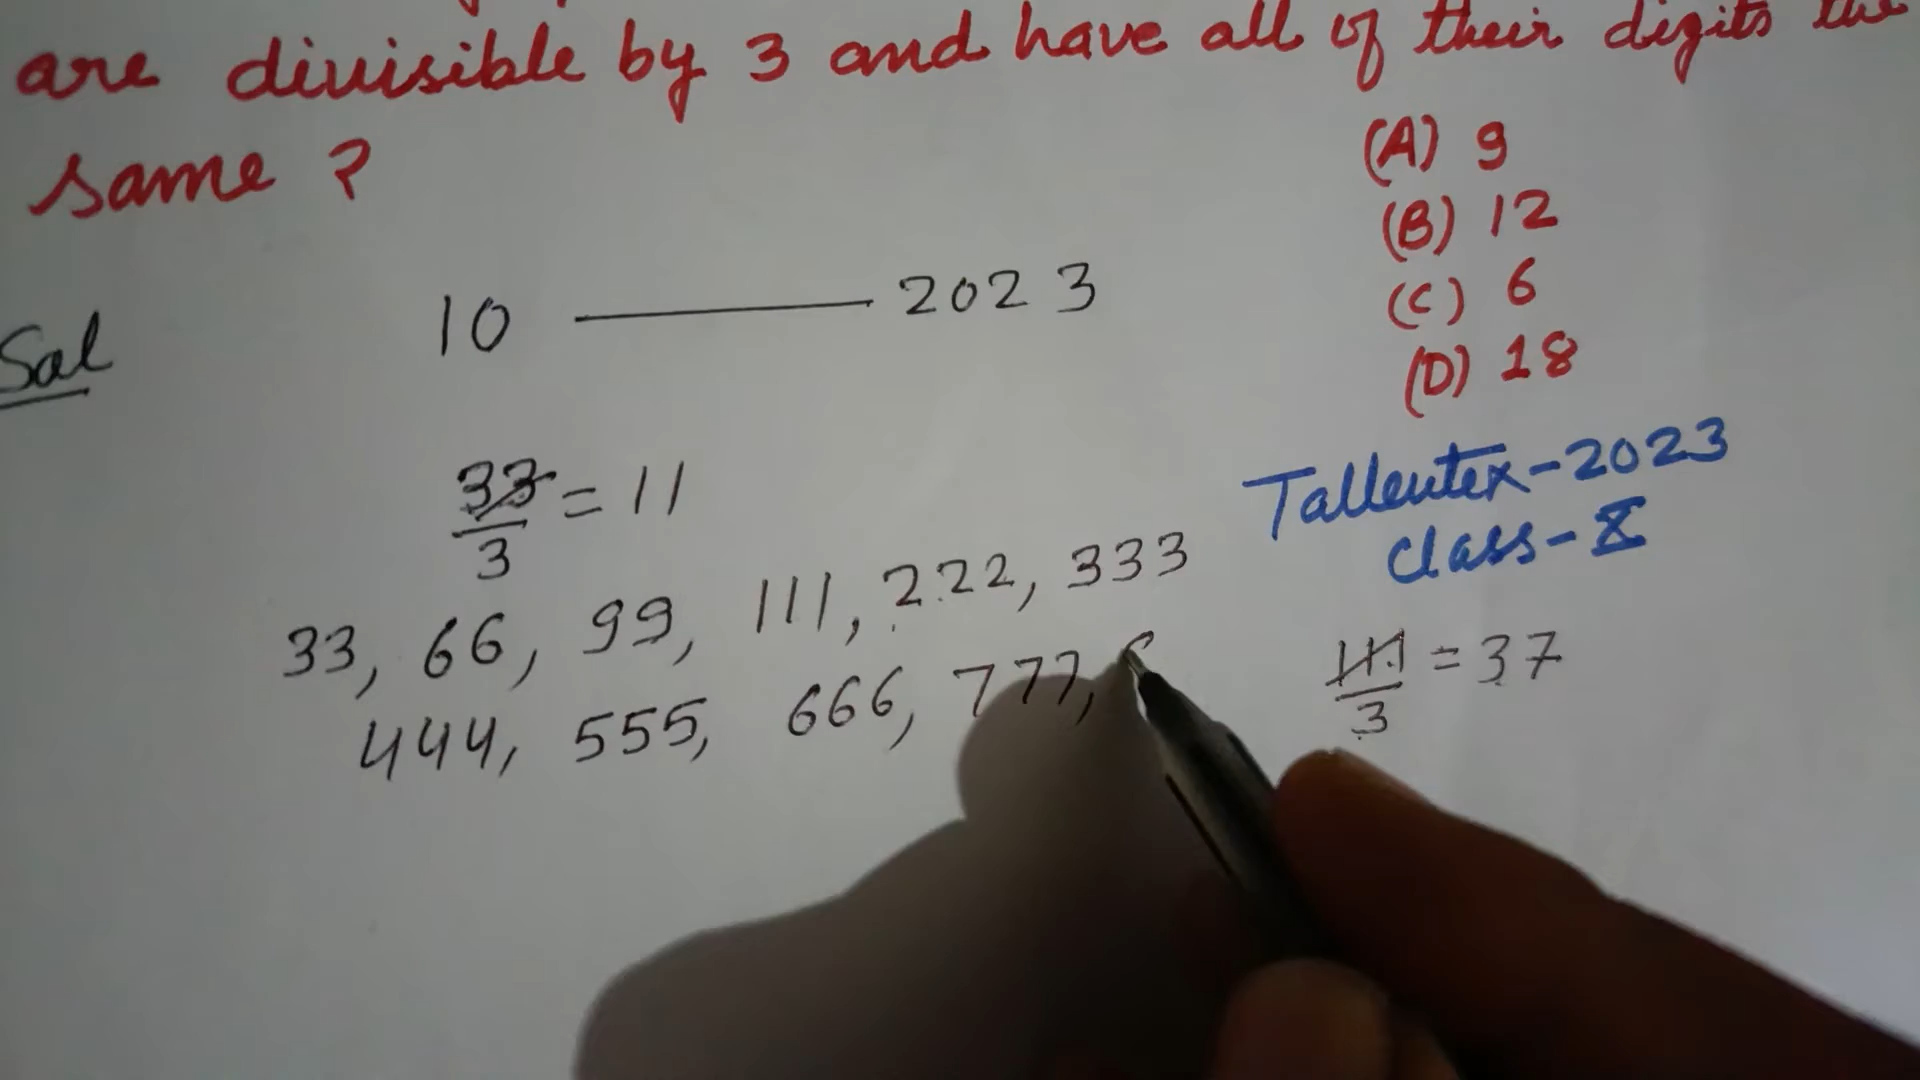 are divisible by 3 and have all of their digits the
same ?
(A) 9
(B) 12
(C) 6
(D) 18
10 ——— 2023
Sol
33/3 = 11
Tallentex-2023
class-X
33, 66, 99, 111, 222, 333
444, 555, 666, 777,
111/3 = 37